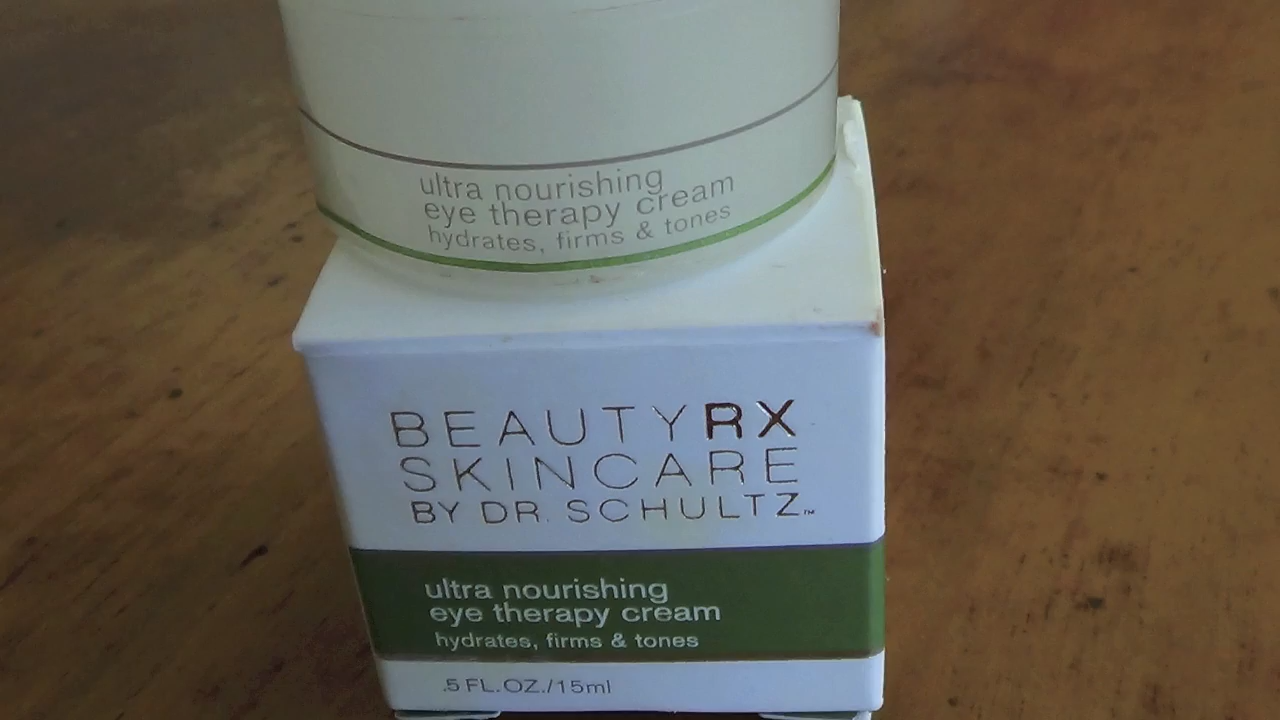 ultra nourishing
eye therapy cream
hydrates, firms & tones
BEAUTYRX
SKINCARE
BY DR. SCHULTZ™
ultra nourishing
eye therapy cream
hydrates, firms & tones
.5 FL.OZ./15ml